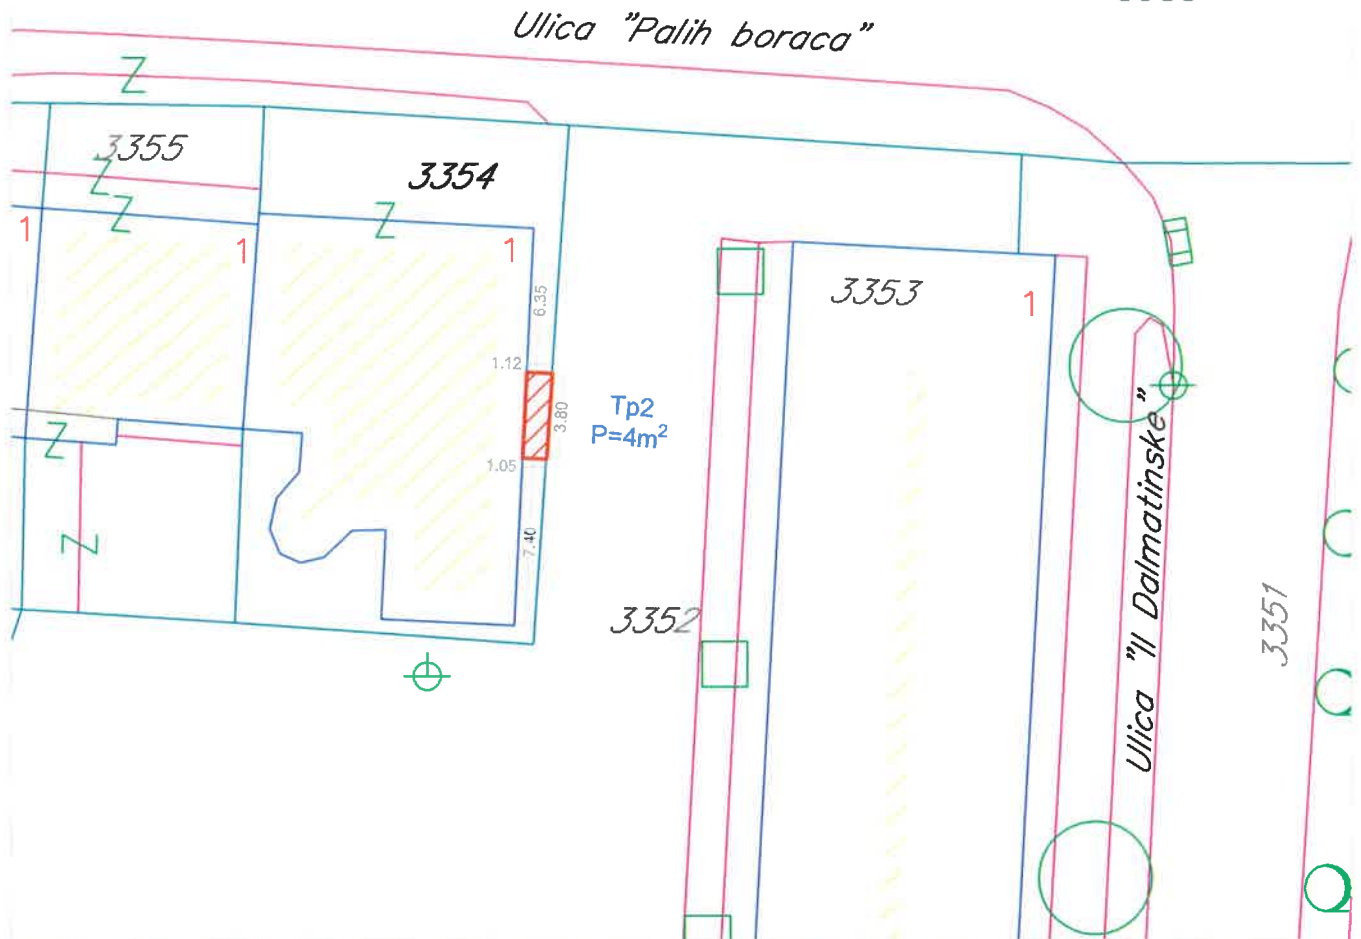 Ulica "Palih boraca"
Z
3355
3354
Z
Z
Z
1
1
1
3353
1
6.35
1.12
3.80
Tp2
P=4m²
1.05
Z
7.40
Z
3352
Ulica "II Dalmatinske"
3351